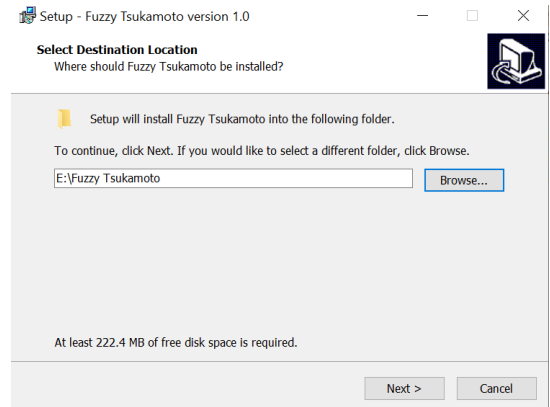 Setup - Fuzzy Tsukamoto version 1.0
Select Destination Location
Where should Fuzzy Tsukamoto be installed?
Setup will install Fuzzy Tsukamoto into the following folder.
To continue, click Next. If you would like to select a different folder, click Browse.
E:\Fuzzy Tsukamoto
Browse...
At least 222.4 MB of free disk space is required.
Next >
Cancel